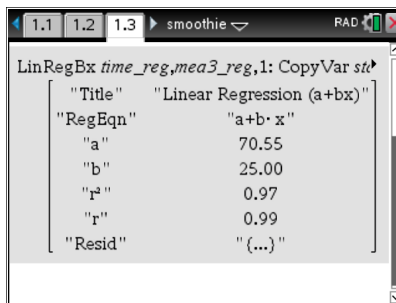 1.1 1.2 1.3 smoothie RAD
LinRegBx time_reg,mea3_reg,1: CopyVar stc
"Title" "Linear Regression (a+bx)"
"RegEqn" "a+b·x"
"a" 70.55
"b" 25.00
"r²" 0.97
"r" 0.99
"Resid" "{...}"